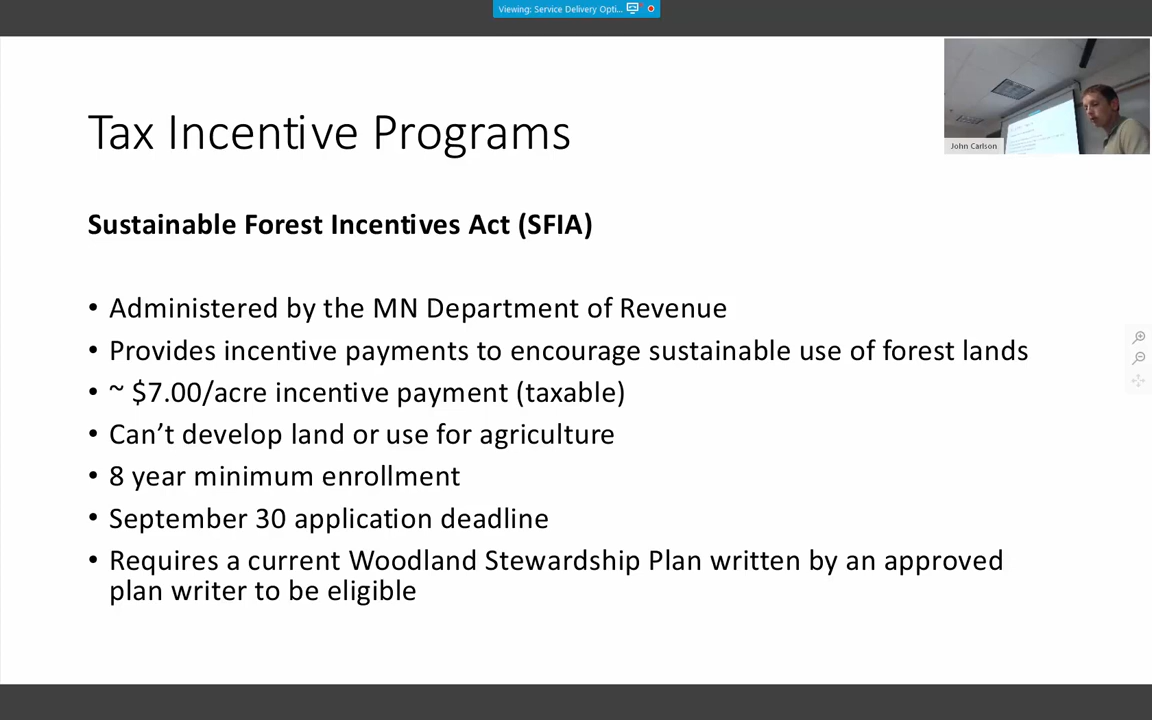 Viewing: Service Delivery Opti...
John Carlson
Tax Incentive Programs
Sustainable Forest Incentives Act (SFIA)
• Administered by the MN Department of Revenue
• Provides incentive payments to encourage sustainable use of forest lands
• ~ $7.00/acre incentive payment (taxable)
• Can’t develop land or use for agriculture
• 8 year minimum enrollment
• September 30 application deadline
• Requires a current Woodland Stewardship Plan written by an approved
plan writer to be eligible